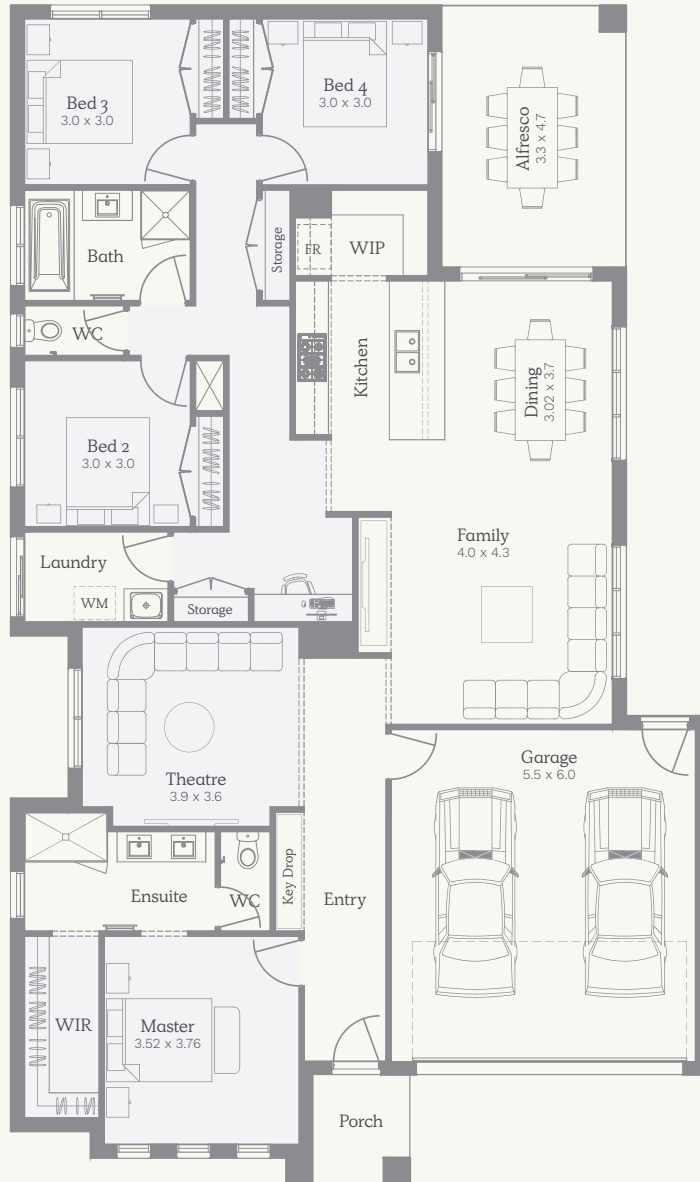 Bed 3
3.0 x 3.0
Bed 4
3.0 x 3.0
Alfresco
3.3 x 4.7
Bath
Storage
FR
WIP
WC
Kitchen
Dining
3.02 x 3.7
Bed 2
3.0 x 3.0
Family
4.0 x 4.3
Laundry
WM
Storage
Theatre
3.9 x 3.6
Garage
5.5 x 6.0
Ensuite
WC
Key Drop
Entry
WIR
Master
3.52 x 3.76
Porch